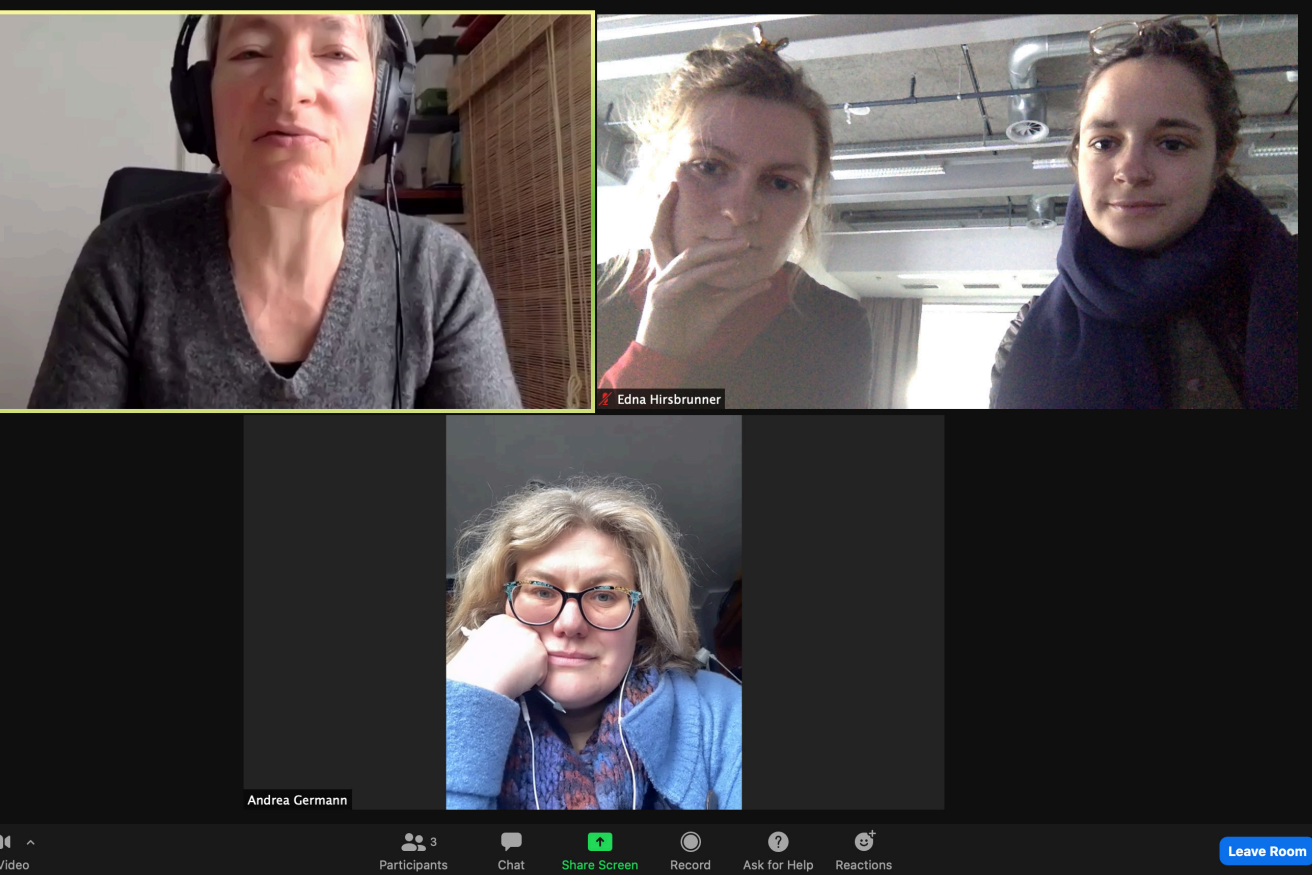 Edna Hirsbrunner
Andrea Germann
Video
3
Participants
Chat
Share Screen
Record
Ask for Help
Reactions
Leave Room